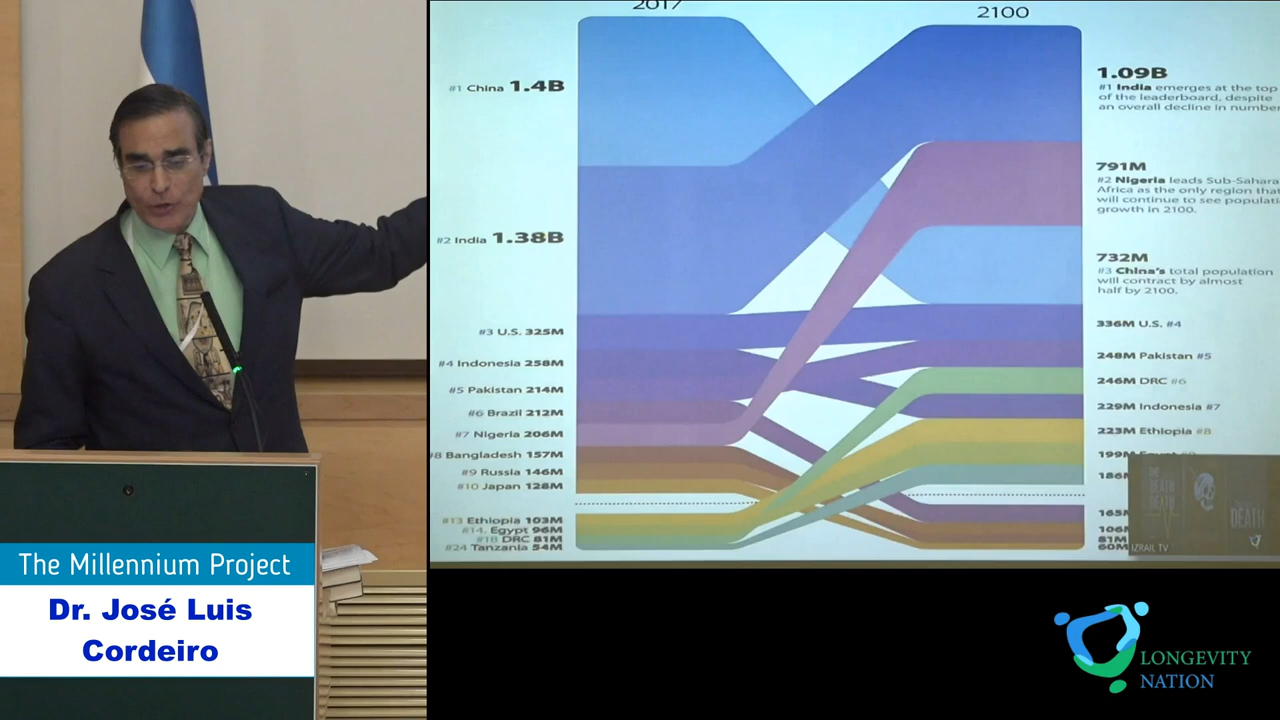 2017
2100
#1 China 1.4B
#2 India 1.38B
#3 U.S. 325M
#4 Indonesia 258M
#5 Pakistan 214M
#6 Brazil 212M
#7 Nigeria 206M
#8 Bangladesh 157M
#9 Russia 146M
#10 Japan 128M
#13 Ethiopia 103M
#14 Egypt 96M
#18 DRC 81M
#24 Tanzania 54M
1.09B
#1 India emerges at the top
of the leaderboard, despite
an overall decline in number
791M
#2 Nigeria leads Sub-Sahara
Africa as the only region that
will continue to see populati
growth in 2100.
732M
#3 China's total population
will contract by almost
half by 2100.
336M U.S. #4
248M Pakistan #5
246M DRC #6
229M Indonesia #7
223M Ethiopia #8
199M Egypt #9
186M
165M
106M
81M
60M
DEATH
IZRAIL TV
The Millennium Project
Dr. José Luis
Cordeiro
LONGEVITY
NATION